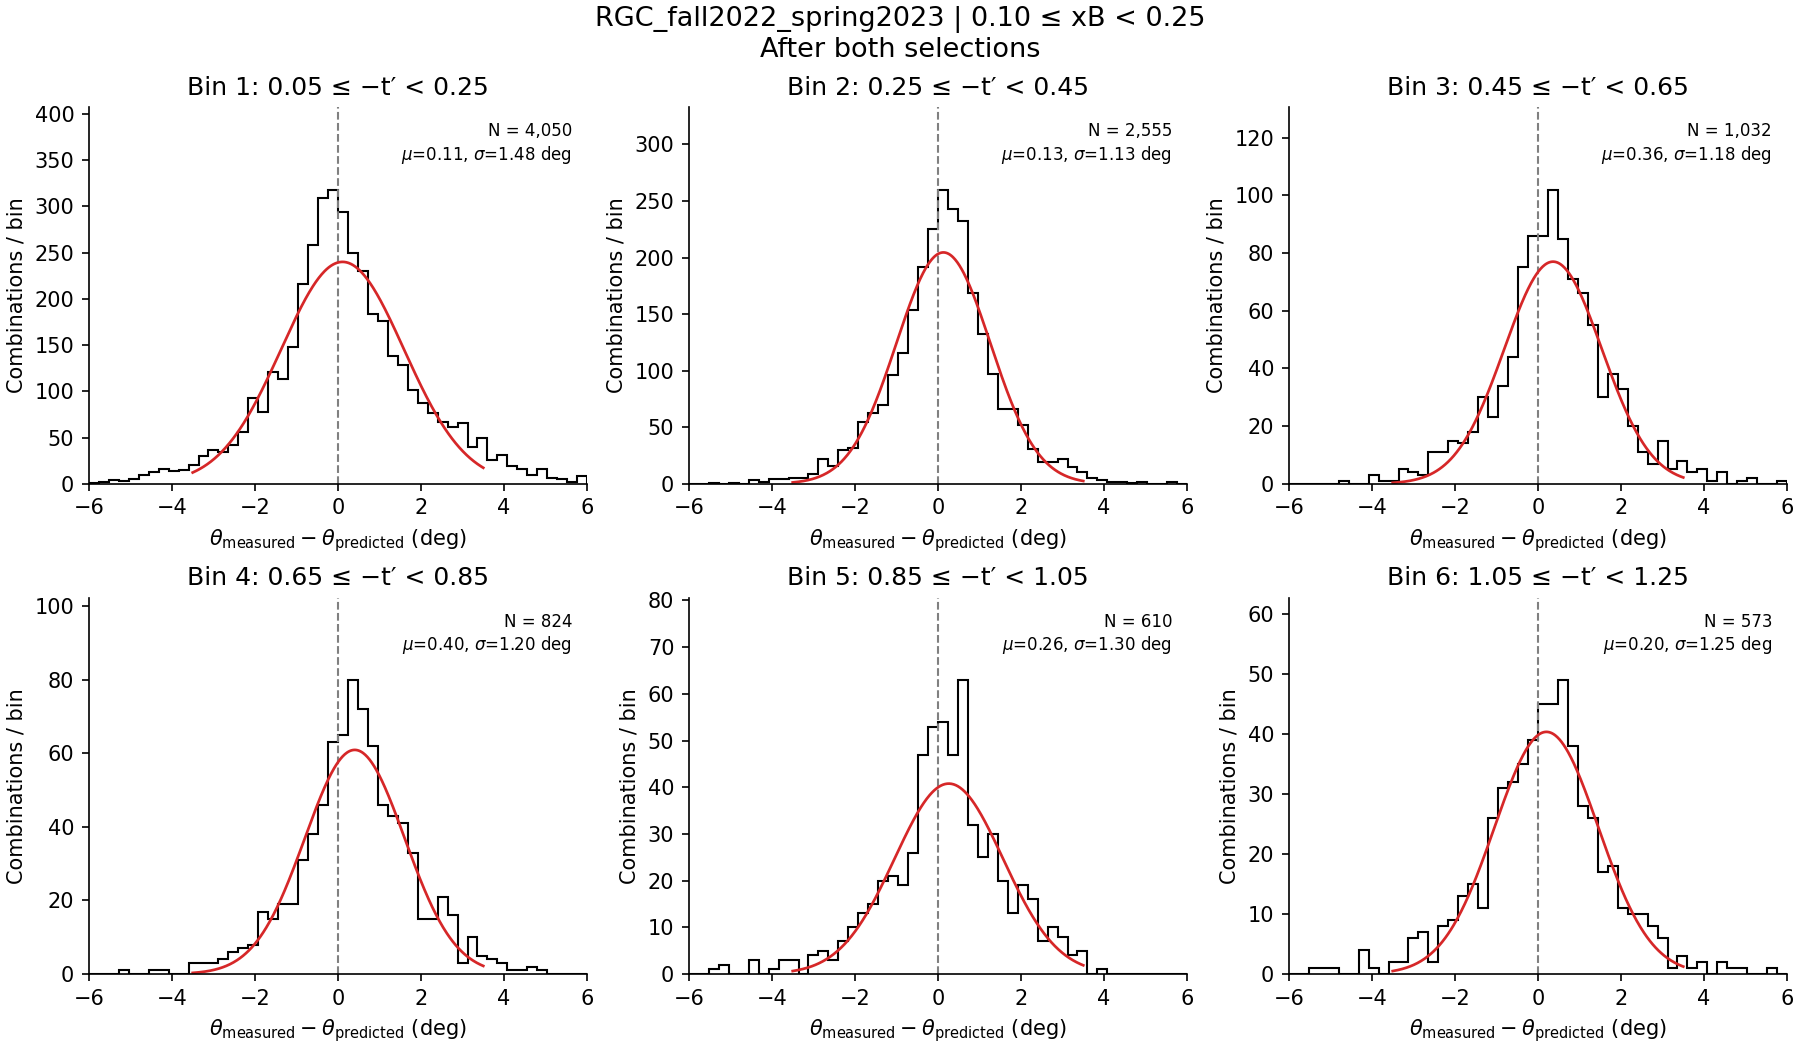 RGC_fall2022_spring2023 | 0.10 ≤ xB < 0.25
After both selections
Bin 1: 0.05 ≤ −t′ < 0.25
N = 4,050
μ=0.11, σ=1.48 deg
Combinations / bin
400
350
300
250
200
150
100
50
0
−6 −4 −2 0 2 4 6
θmeasured − θpredicted (deg)
Bin 2: 0.25 ≤ −t′ < 0.45
N = 2,555
μ=0.13, σ=1.13 deg
Combinations / bin
300
250
200
150
100
50
0
−6 −4 −2 0 2 4 6
θmeasured − θpredicted (deg)
Bin 3: 0.45 ≤ −t′ < 0.65
N = 1,032
μ=0.36, σ=1.18 deg
Combinations / bin
120
100
80
60
40
20
0
−6 −4 −2 0 2 4 6
θmeasured − θpredicted (deg)
Bin 4: 0.65 ≤ −t′ < 0.85
N = 824
μ=0.40, σ=1.20 deg
Combinations / bin
100
80
60
40
20
0
−6 −4 −2 0 2 4 6
θmeasured − θpredicted (deg)
Bin 5: 0.85 ≤ −t′ < 1.05
N = 610
μ=0.26, σ=1.30 deg
Combinations / bin
80
70
60
50
40
30
20
10
0
−6 −4 −2 0 2 4 6
θmeasured − θpredicted (deg)
Bin 6: 1.05 ≤ −t′ < 1.25
N = 573
μ=0.20, σ=1.25 deg
Combinations / bin
60
50
40
30
20
10
0
−6 −4 −2 0 2 4 6
θmeasured − θpredicted (deg)